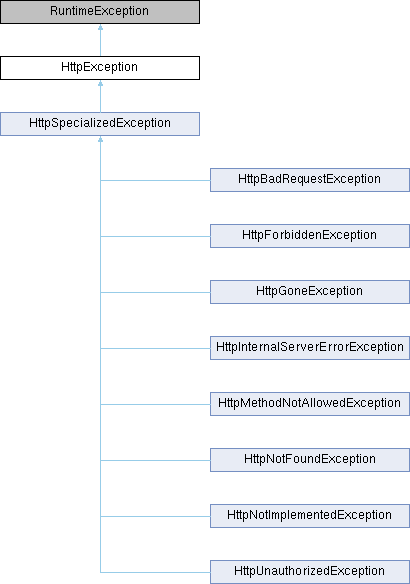 RuntimeException
HttpException
HttpSpecializedException
HttpBadRequestException
HttpForbiddenException
HttpGoneException
HttpInternalServerErrorException
HttpMethodNotAllowedException
HttpNotFoundException
HttpNotImplementedException
HttpUnauthorizedException